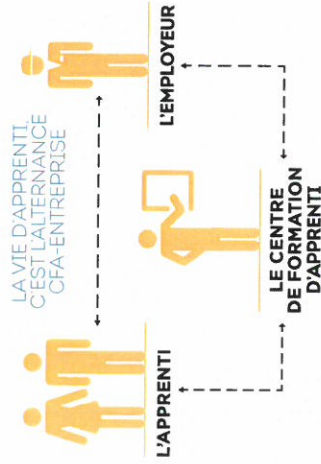 LA VIE D'APPRENTI,
C'EST L'ALTERNANCE
CFA-ENTREPRISE
L'APPRENTI
L'EMPLOYEUR
LE CENTRE
DE FORMATION
D'APPRENTI